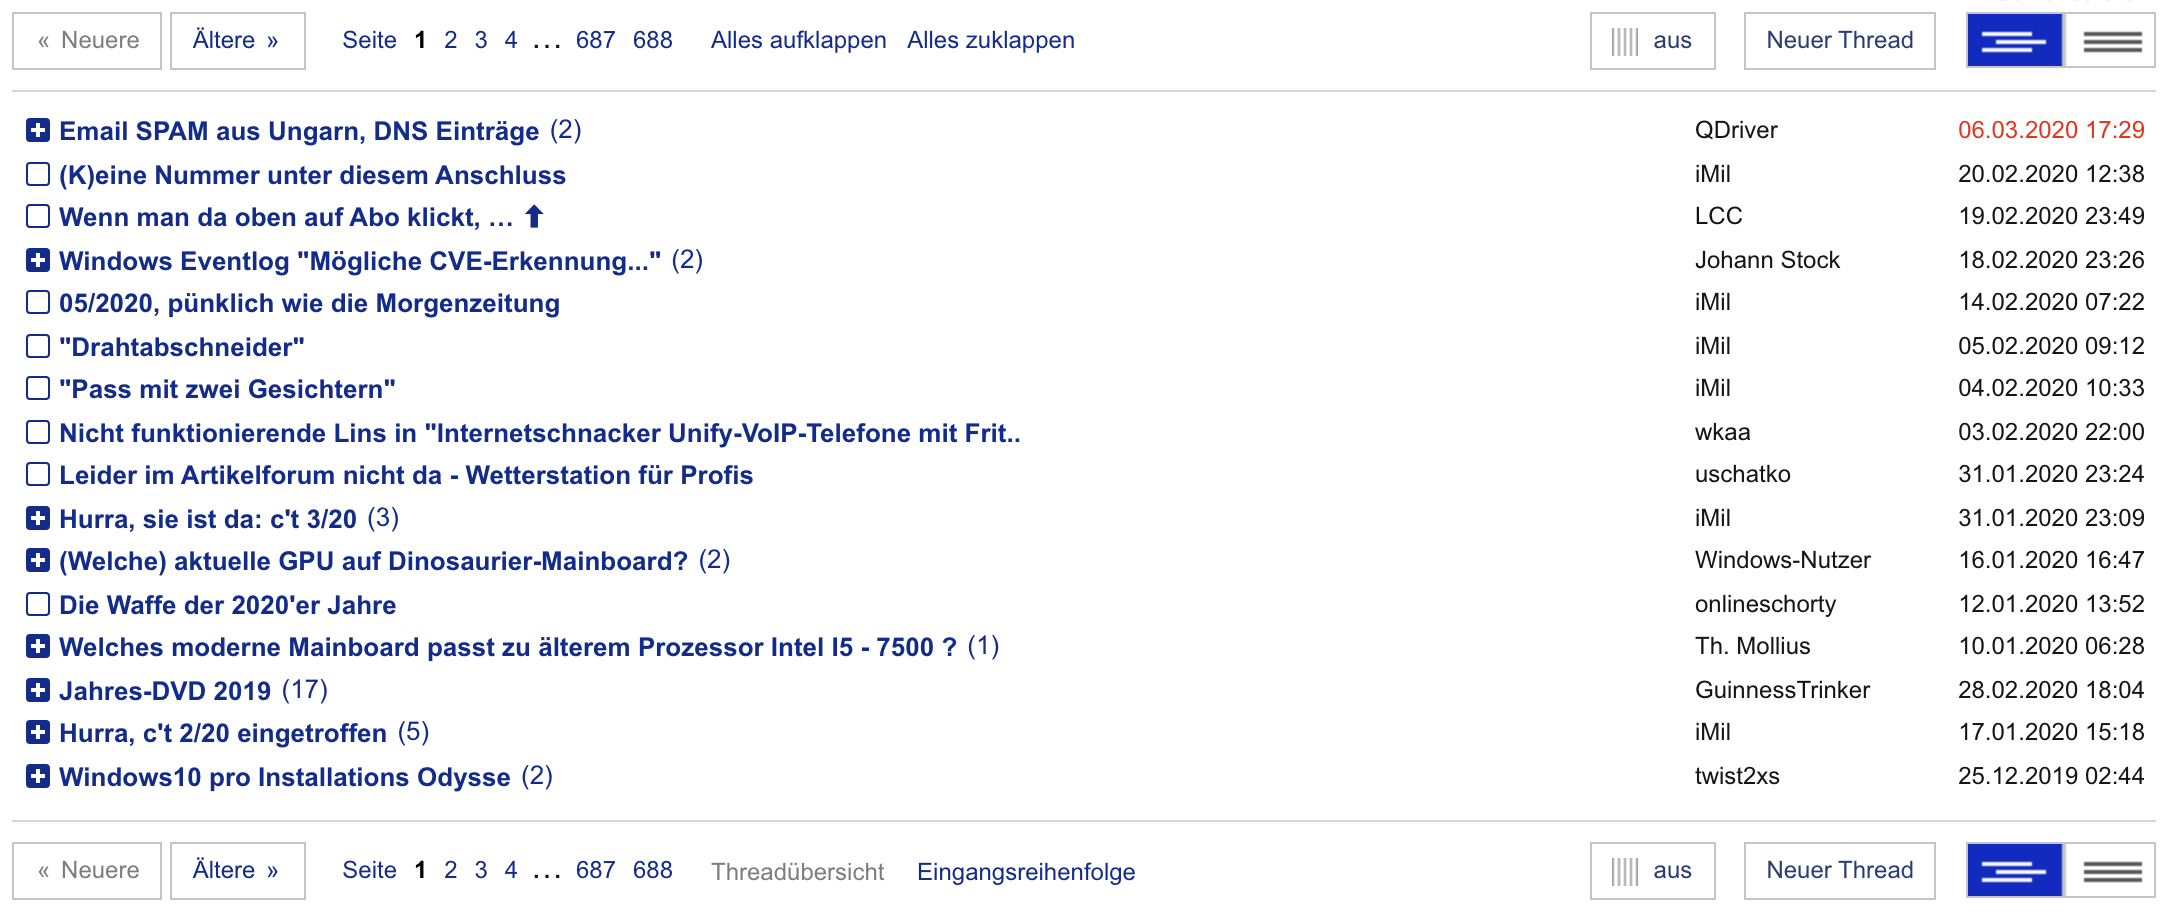 « Neuere Ältere » Seite 1 2 3 4 ... 687 688 Alles aufklappen Alles zuklappen aus Neuer Thread
Email SPAM aus Ungarn, DNS Einträge (2) QDriver 06.03.2020 17:29
(K)eine Nummer unter diesem Anschluss iMil 20.02.2020 12:38
Wenn man da oben auf Abo klickt, … LCC 19.02.2020 23:49
Windows Eventlog "Mögliche CVE-Erkennung..." (2) Johann Stock 18.02.2020 23:26
05/2020, pünklich wie die Morgenzeitung iMil 14.02.2020 07:22
"Drahtabschneider" iMil 05.02.2020 09:12
"Pass mit zwei Gesichtern" iMil 04.02.2020 10:33
Nicht funktionierende Lins in "Internetschnacker Unify-VoIP-Telefone mit Frit.. wkaa 03.02.2020 22:00
Leider im Artikelforum nicht da - Wetterstation für Profis uschatko 31.01.2020 23:24
Hurra, sie ist da: c't 3/20 (3) iMil 31.01.2020 23:09
(Welche) aktuelle GPU auf Dinosaurier-Mainboard? (2) Windows-Nutzer 16.01.2020 16:47
Die Waffe der 2020'er Jahre onlineschorty 12.01.2020 13:52
Welches moderne Mainboard passt zu älterem Prozessor Intel I5 - 7500 ? (1) Th. Mollius 10.01.2020 06:28
Jahres-DVD 2019 (17) GuinnessTrinker 28.02.2020 18:04
Hurra, c't 2/20 eingetroffen (5) iMil 17.01.2020 15:18
Windows10 pro Installations Odysse (2) twist2xs 25.12.2019 02:44
« Neuere Ältere » Seite 1 2 3 4 ... 687 688 Threadübersicht Eingangsreihenfolge aus Neuer Thread